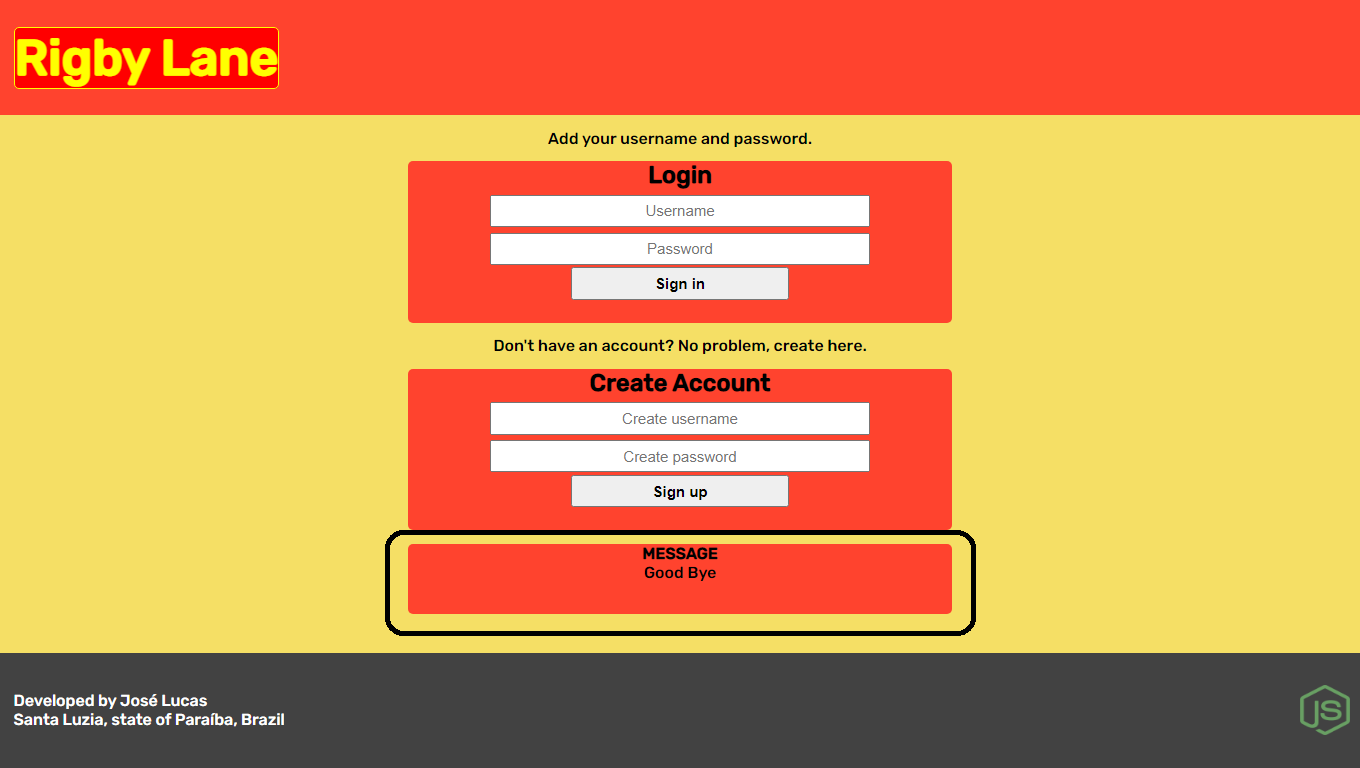 Rigby Lane
Add your username and password.
Login
Username
Password
Sign in
Don't have an account? No problem, create here.
Create Account
Create username
Create password
Sign up
MESSAGE
Good Bye
Developed by José Lucas
Santa Luzia, state of Paraíba, Brazil
JS